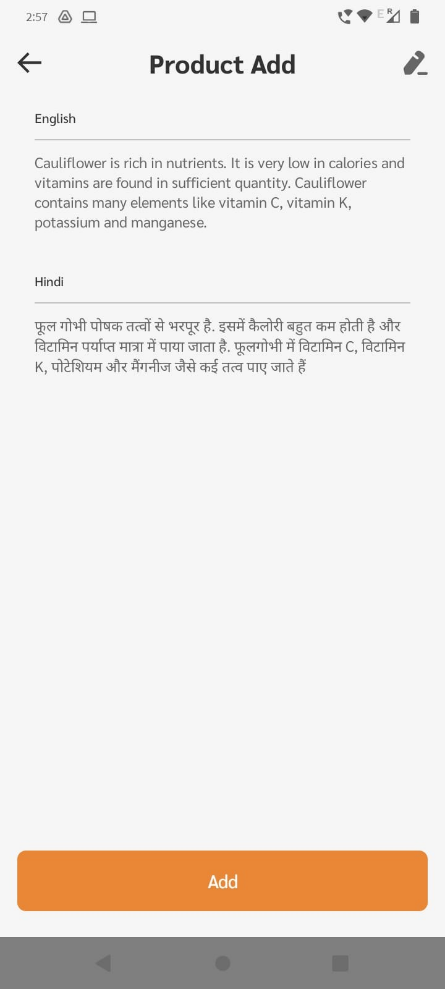 2:57
E R
Product Add
English
Cauliflower is rich in nutrients. It is very low in calories and
vitamins are found in sufficient quantity. Cauliflower
contains many elements like vitamin C, vitamin K,
potassium and manganese.
Hindi
फूल गोभी पोषक तत्वों से भरपूर है. इसमें कैलोरी बहुत कम होती है और
विटामिन पर्याप्त मात्रा में पाया जाता है. फूलगोभी में विटामिन C, विटामिन
K, पोटेशियम और मैंगनीज जैसे कई तत्व पाए जाते हैं
Add